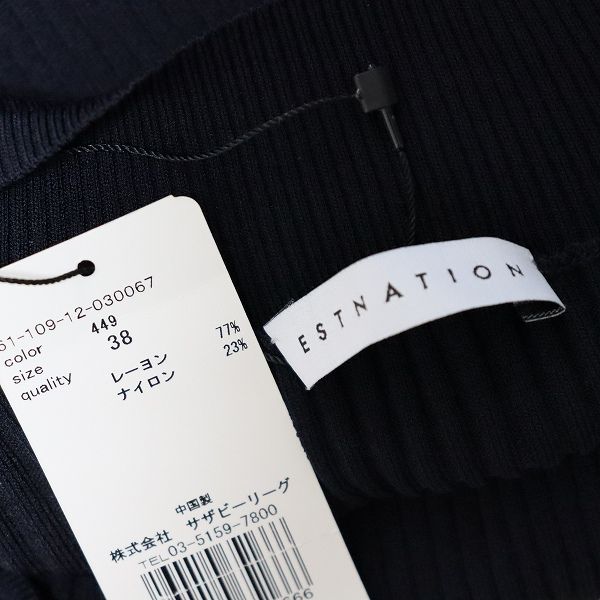 ESTNATION
61-109-12-030067
color 449
size 38
quality レーヨン 77%
ナイロン 23%
中国製
株式会社 サザビーリーグ
TEL03-5159-7800